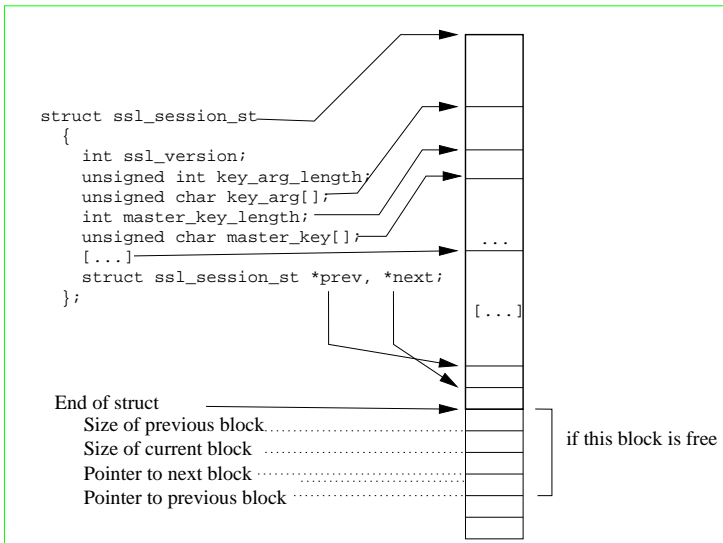 struct ssl_session_st
{
int ssl_version;
unsigned int key_arg_length;
unsigned char key_arg[];
int master_key_length;
unsigned char master_key[];
...
[...]
struct ssl_session_st *prev, *next;
};
[...]
End of struct
Size of previous block
Size of current block
if this block is free
Pointer to next block
Pointer to previous block